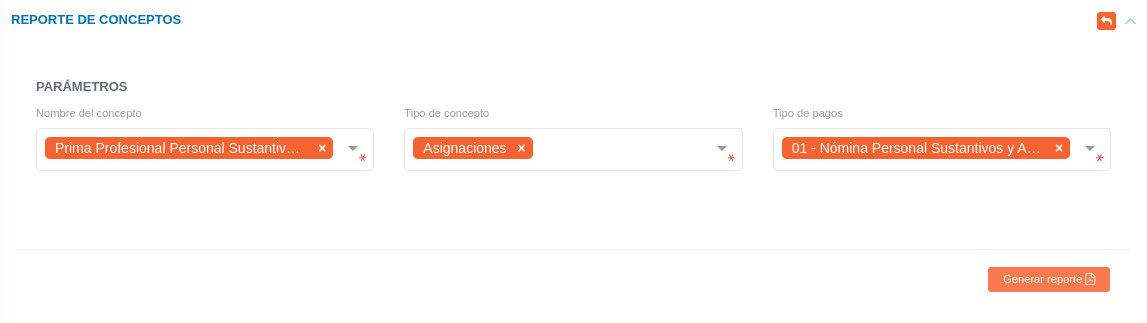 REPORTE DE CONCEPTOS
PARÁMETROS
Nombre del concepto
Tipo de concepto
Tipo de pagos
Prima Profesional Personal Sustantiv… ×
Asignaciones ×
01 - Nómina Personal Sustantivos y A… ×
*
*
*
Generar reporte